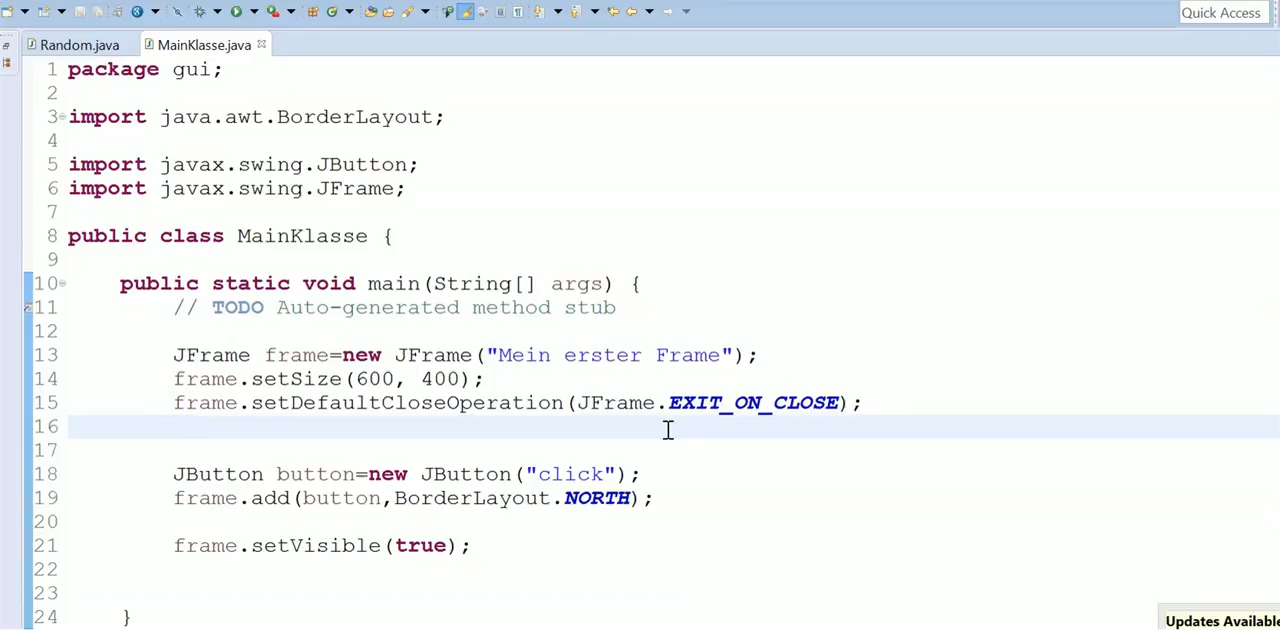 Quick Access
Random.java
MainKlasse.java
1 package gui;
2
3 import java.awt.BorderLayout;
4
5 import javax.swing.JButton;
6 import javax.swing.JFrame;
7
8 public class MainKlasse {
9
10 public static void main(String[] args) {
11 // TODO Auto-generated method stub
12
13 JFrame frame=new JFrame("Mein erster Frame");
14 frame.setSize(600, 400);
15 frame.setDefaultCloseOperation(JFrame.EXIT_ON_CLOSE);
16
17
18 JButton button=new JButton("click");
19 frame.add(button,BorderLayout.NORTH);
20
21 frame.setVisible(true);
22
23
24 }
Updates Available